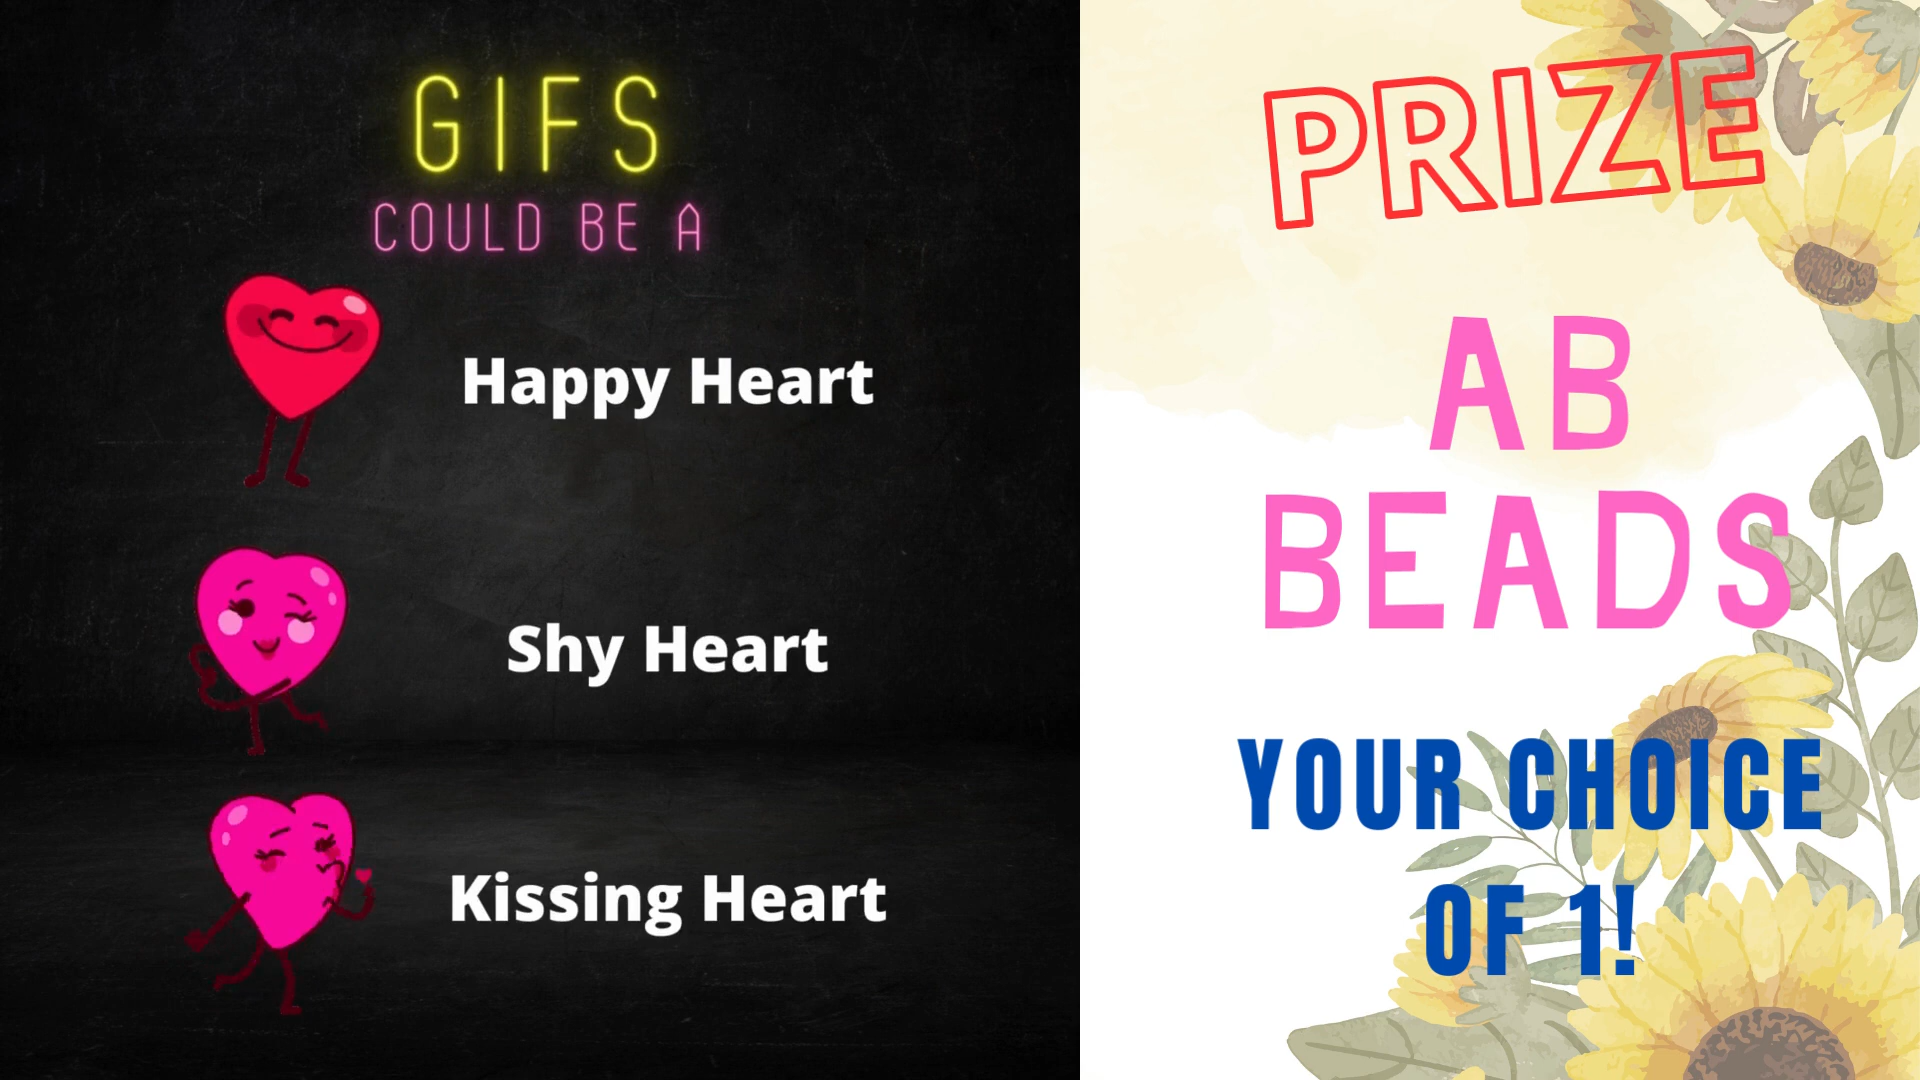 GIFS
COULD BE A
Happy Heart
Shy Heart
Kissing Heart
PRIZE
AB
BEADS
YOUR CHOICE
OF 1!